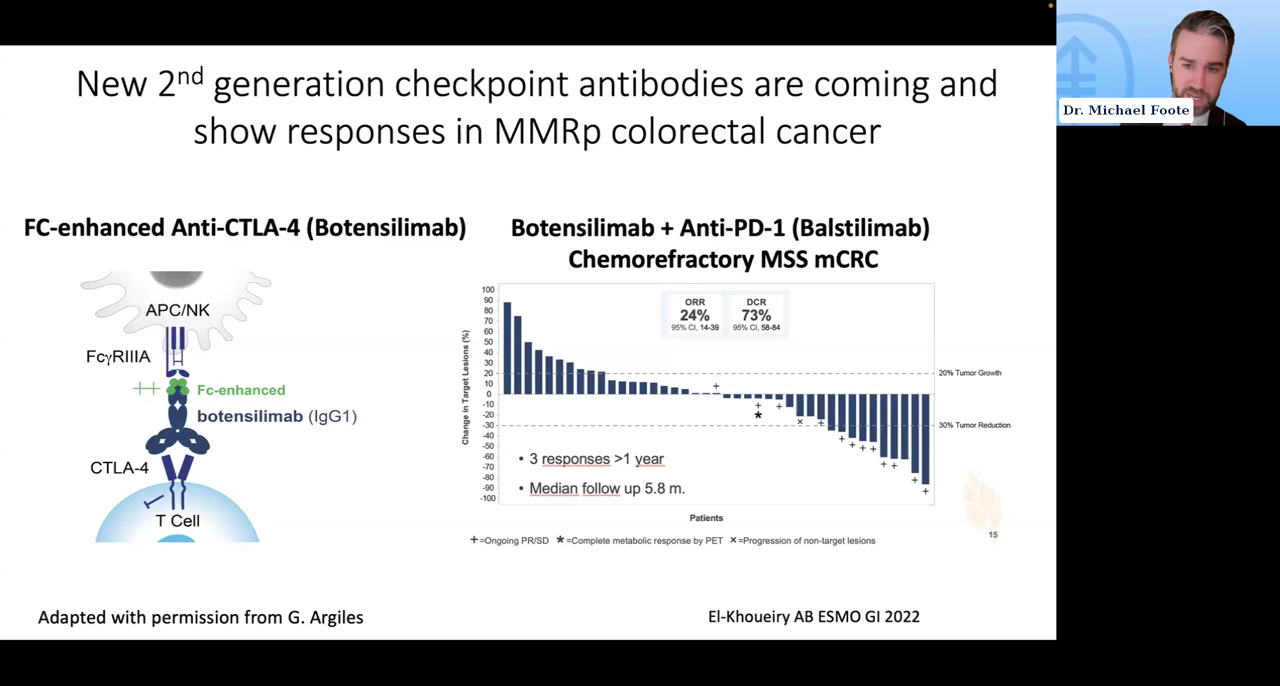 New 2nd generation checkpoint antibodies are coming and
show responses in MMRp colorectal cancer
Dr. Michael Foote
FC-enhanced Anti-CTLA-4 (Botensilimab)
APC/NK
FcγRIIIA
Fc-enhanced
botensilimab (IgG1)
CTLA-4
T Cell
Botensilimab + Anti-PD-1 (Balstilimab)
Chemorefractory MSS mCRC
Change in Target Lesions (%)
100
90
80
70
60
50
40
30
20
10
0
-10
-20
-30
-40
-50
-60
-70
-80
-90
-100
ORR
24%
95% CI, 14-39
DCR
73%
95% CI, 58-84
20% Tumor Growth
30% Tumor Reduction
• 3 responses >1 year
• Median follow up 5.8 m.
Patients
+=Ongoing PR/SD *=Complete metabolic response by PET ×=Progression of non-target lesions
15
Adapted with permission from G. Argiles
El-Khoueiry AB ESMO GI 2022